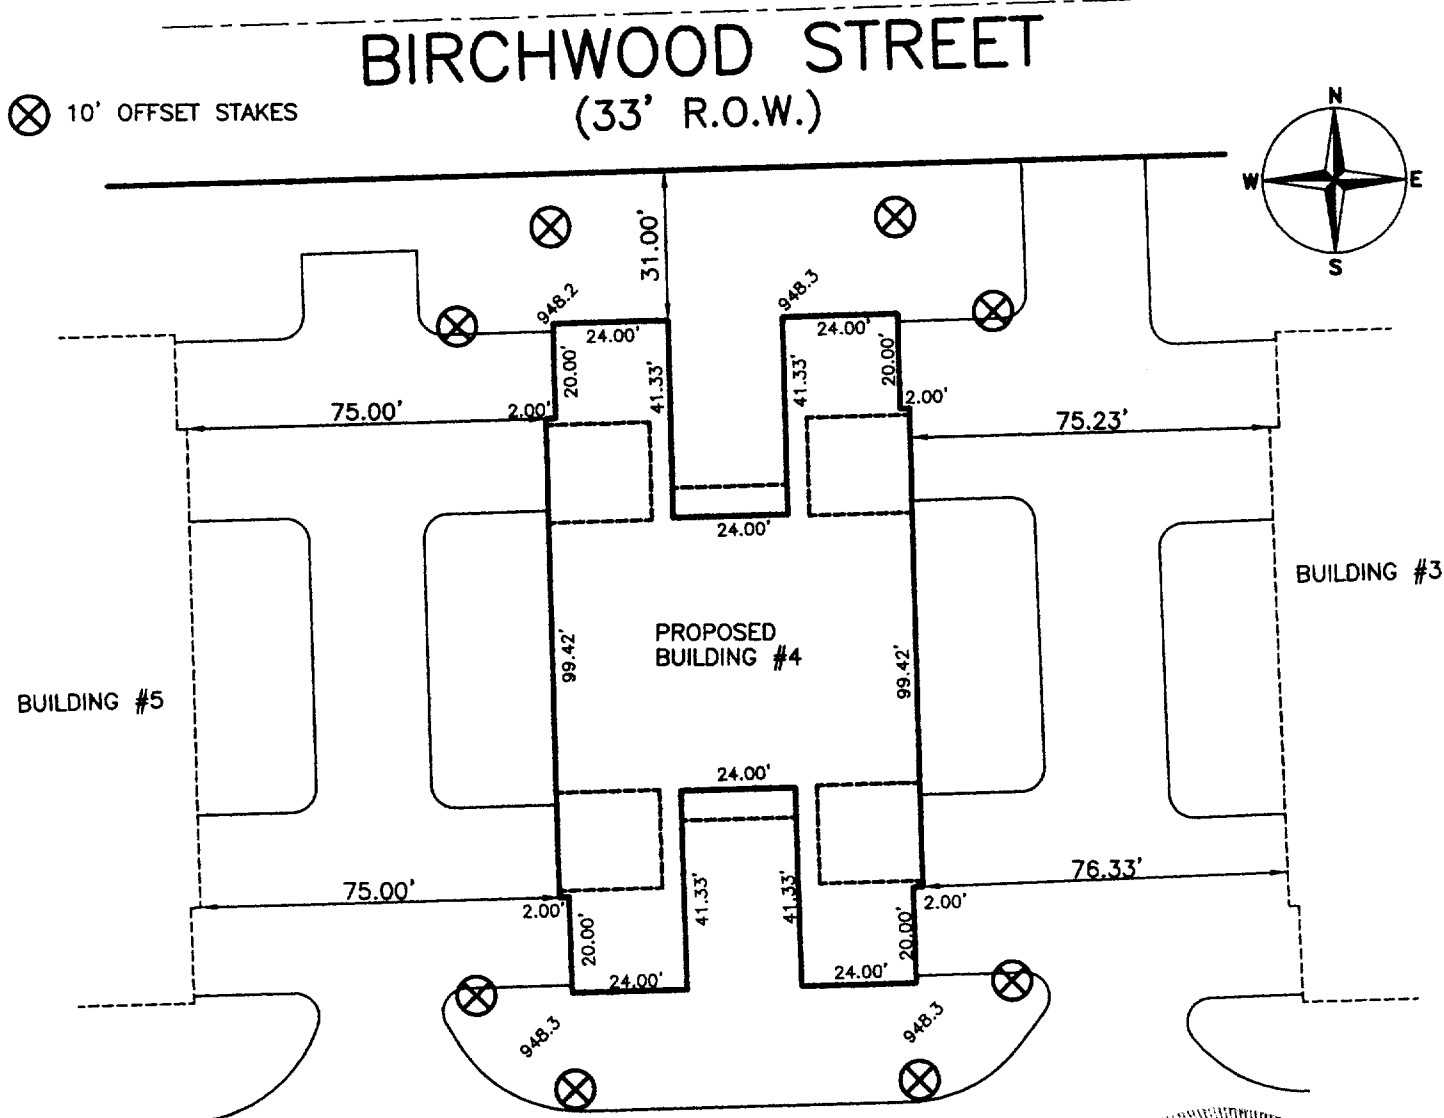 BIRCHWOOD STREET
(33' R.O.W.)
10' OFFSET STAKES
N
W
E
S
31.00'
948.2
948.3
24.00'
24.00'
20.00'
41.33'
41.33'
20.00'
75.00'
2.00'
2.00'
75.23'
24.00'
BUILDING #3
PROPOSED
BUILDING #4
99.42'
99.42'
BUILDING #5
24.00'
75.00'
2.00'
41.33'
41.33'
2.00'
76.33'
20.00'
20.00'
24.00'
24.00'
948.3
948.3